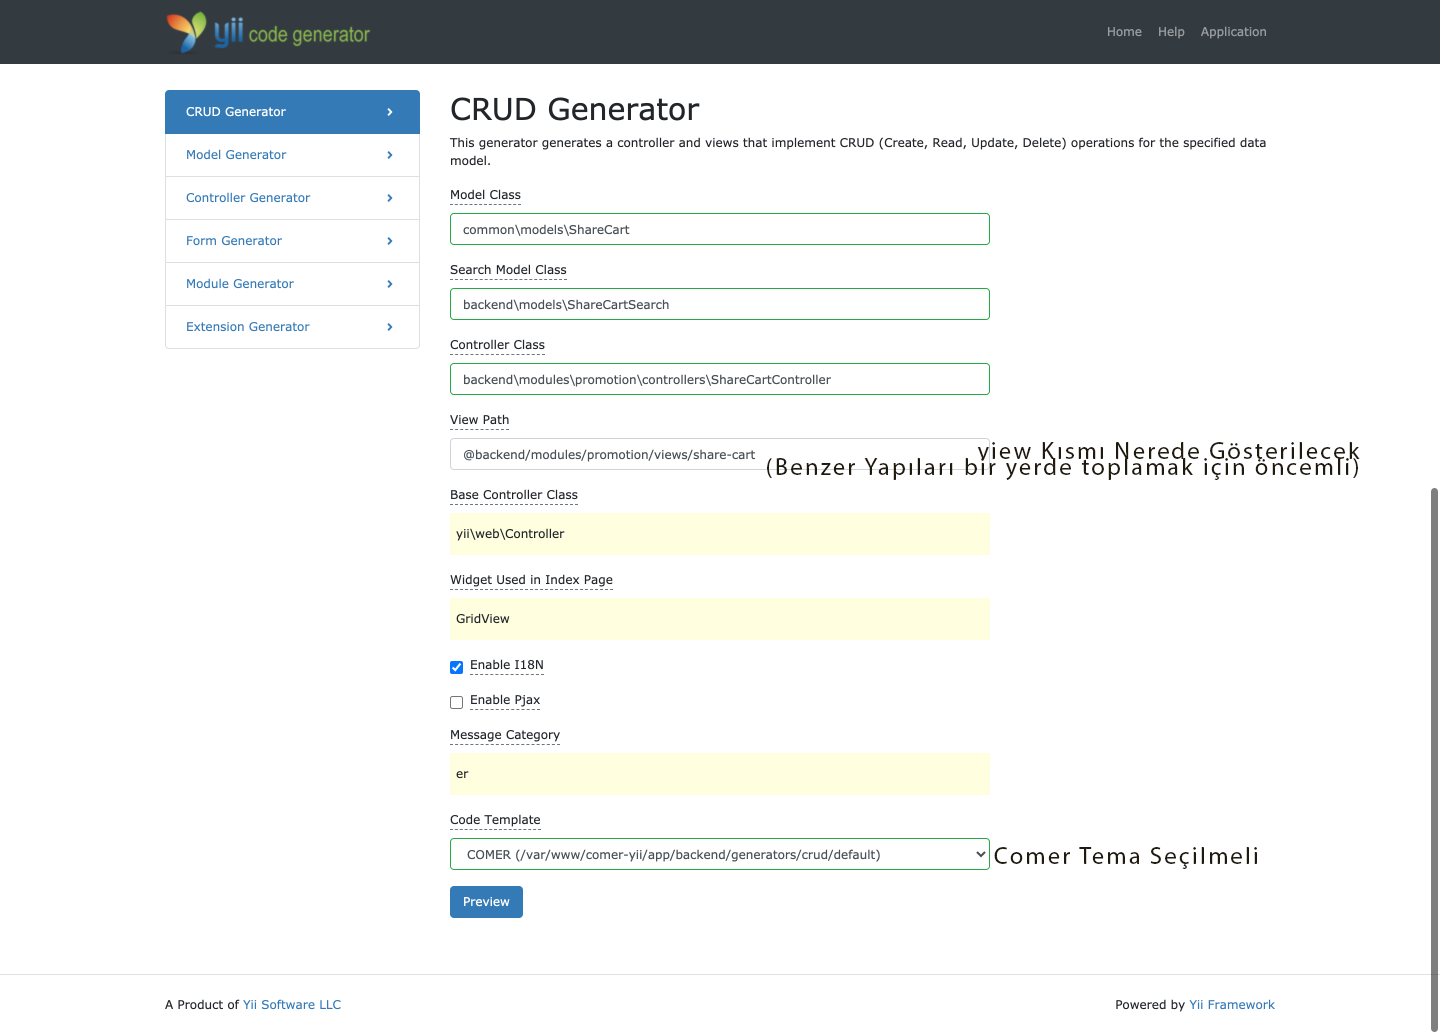 yii code generator
Home Help Application
CRUD Generator
Model Generator
Controller Generator
Form Generator
Module Generator
Extension Generator
CRUD Generator
This generator generates a controller and views that implement CRUD (Create, Read, Update, Delete) operations for the specified data
model.
Model Class
common\models\ShareCart
Search Model Class
backend\models\ShareCartSearch
Controller Class
backend\modules\promotion\controllers\ShareCartController
View Path
@backend/modules/promotion/views/share-cart
view Kısmı Nerede Gösterilecek
(Benzer Yapıları bir yerde toplamak için öncemli)
Base Controller Class
yii\web\Controller
Widget Used in Index Page
GridView
Enable I18N
Enable Pjax
Message Category
er
Code Template
COMER (/var/www/comer-yii/app/backend/generators/crud/default)
Comer Tema Seçilmeli
Preview
A Product of Yii Software LLC
Powered by Yii Framework